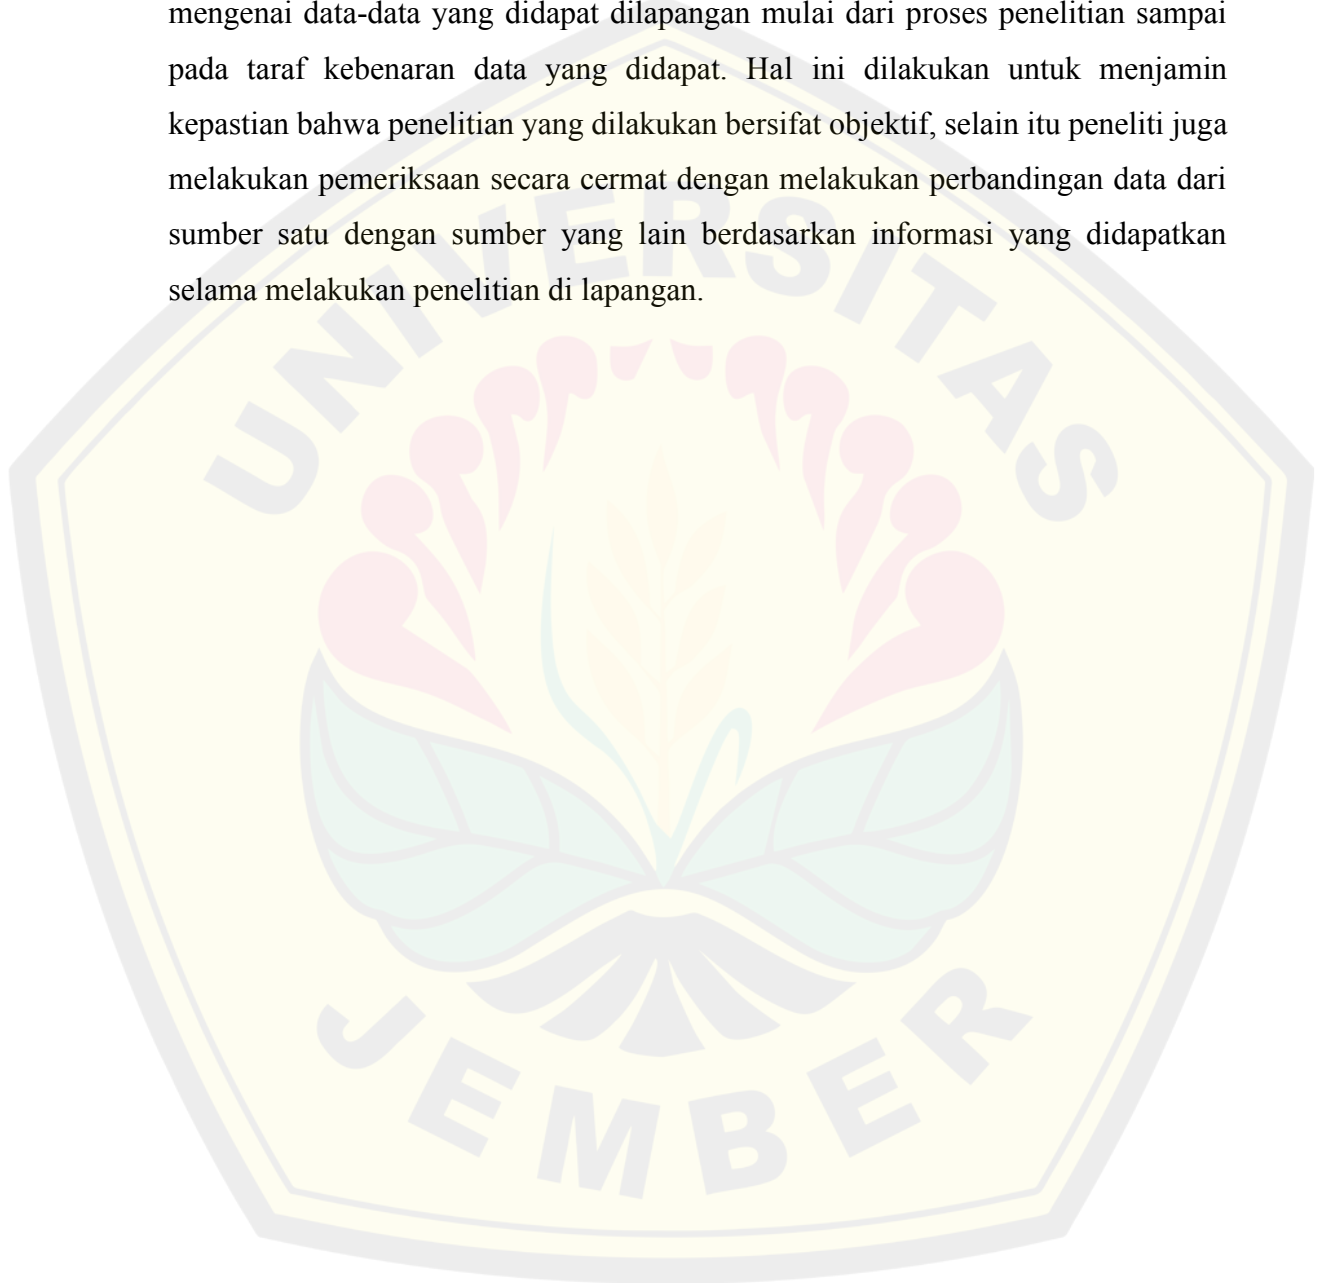 mengenai data-data yang didapat dilapangan mulai dari proses penelitian sampai
pada taraf kebenaran data yang didapat. Hal ini dilakukan untuk menjamin
kepastian bahwa penelitian yang dilakukan bersifat objektif, selain itu peneliti juga
melakukan pemeriksaan secara cermat dengan melakukan perbandingan data dari
sumber satu dengan sumber yang lain berdasarkan informasi yang didapatkan
selama melakukan penelitian di lapangan.
UNIVERSITAS
JEMBER